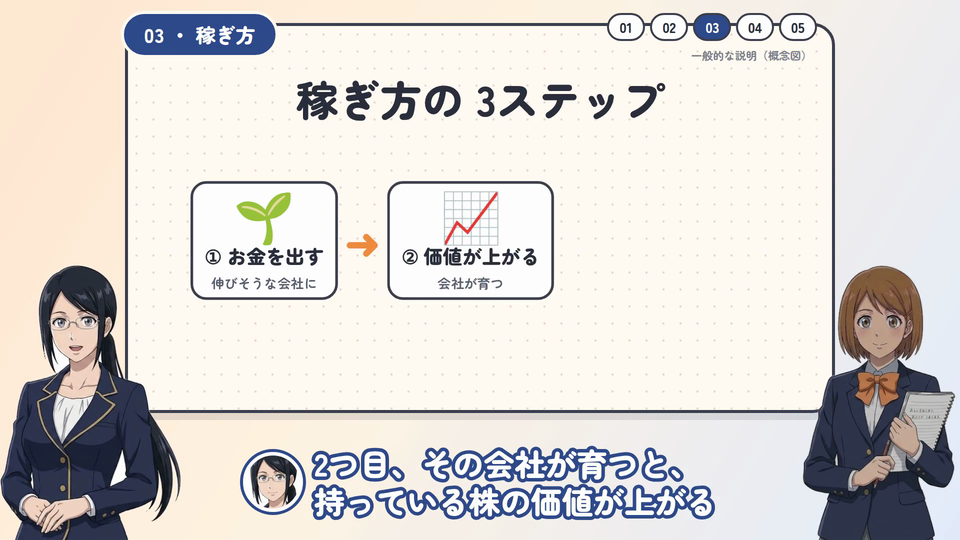 03 ・ 稼ぎ方
01 02 03 04 05
一般的な説明（概念図）
稼ぎ方の 3ステップ
① お金を出す
伸びそうな会社に
② 価値が上がる
会社が育つ
2つ目、その会社が育つと、
持っている株の価値が上がる